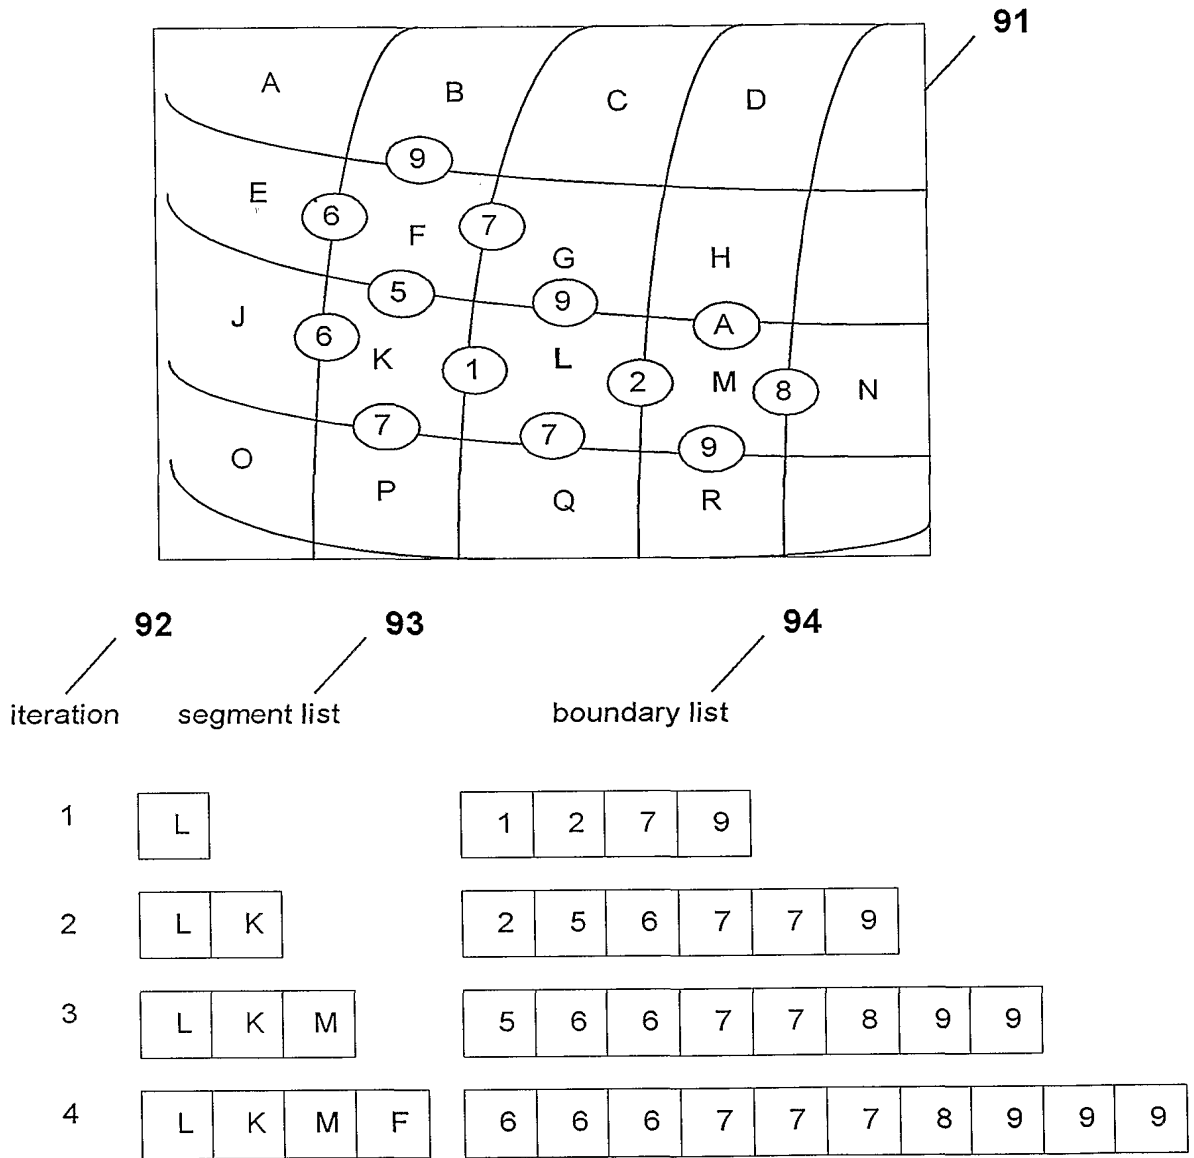 91
A B C D
9
E 6 F 7 G H
5 9 A
J 6 K 1 L 2 M 8 N
7 7 9
O P Q R
92 93 94
iteration segment list boundary list
1 L 1 2 7 9
2 L K 2 5 6 7 7 9
3 L K M 5 6 6 7 7 8 9 9
4 L K M F 6 6 6 7 7 7 8 9 9 9